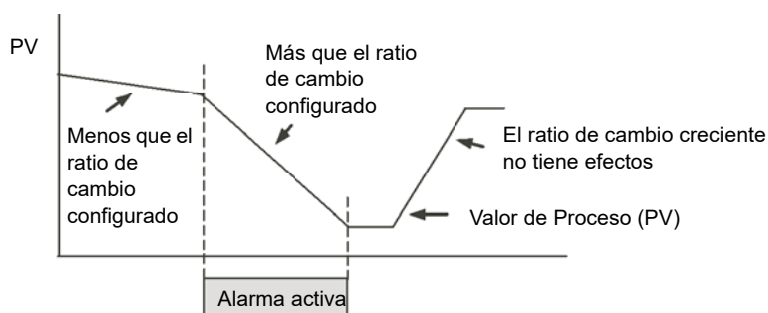 PV
Más que el ratio
de cambio
configurado
Menos que el
ratio de
cambio
configurado
El ratio de cambio creciente
no tiene efectos
Valor de Proceso (PV)
Alarma activa